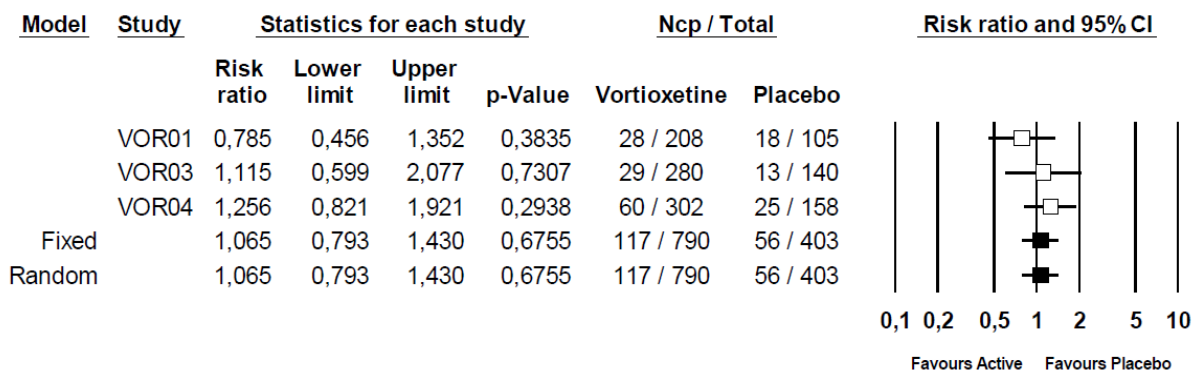 Model Study Statistics for each study Ncp / Total Risk ratio and 95% CI
Risk Lower Upper
ratio limit limit p-Value Vortioxetine Placebo
VOR01 0,785 0,456 1,352 0,3835 28 / 208 18 / 105
VOR03 1,115 0,599 2,077 0,7307 29 / 280 13 / 140
VOR04 1,256 0,821 1,921 0,2938 60 / 302 25 / 158
Fixed 1,065 0,793 1,430 0,6755 117 / 790 56 / 403
Random 1,065 0,793 1,430 0,6755 117 / 790 56 / 403
0,1 0,2 0,5 1 2 5 10
Favours Active Favours Placebo